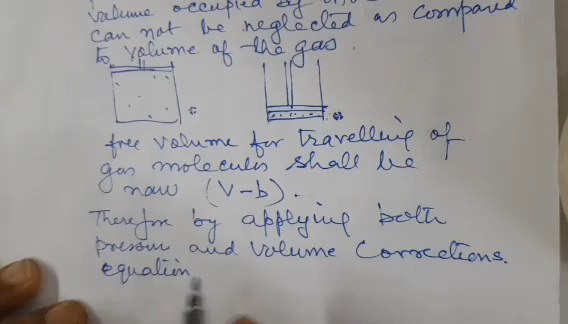 volume occupied by
can not be neglected as compared
to volume of the gas.
free volume for travelling of
gas molecules shall be
now (V-b).
Therefore by applying both
pressure and volume corrections.
equation